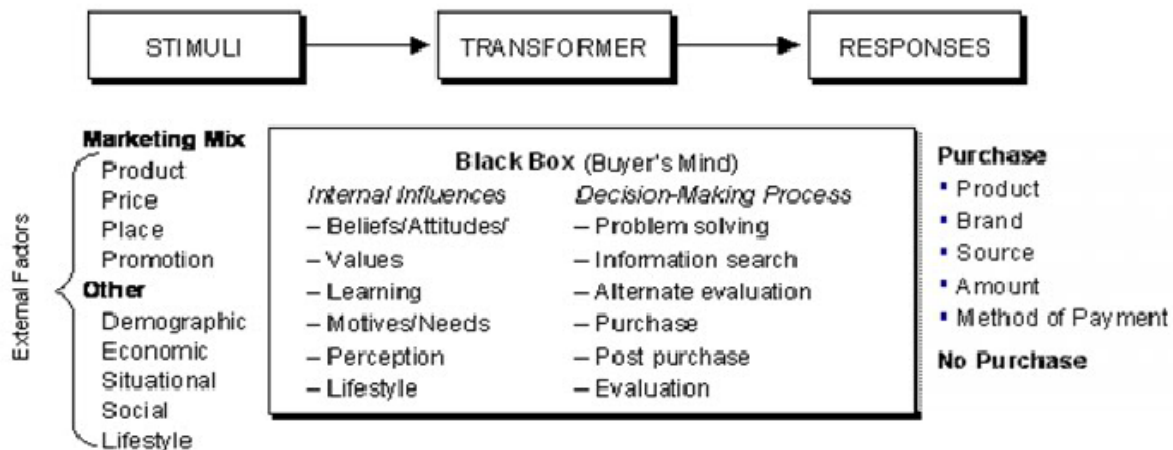 STIMULI
TRANSFORMER
RESPONSES
External Factors
Marketing Mix
Product
Price
Place
Promotion
Other
Demographic
Economic
Situational
Social
Lifestyle
Black Box (Buyer's Mind)
Internal Influences
– Beliefs/Attitudes/
– Values
– Learning
– Motives/Needs
– Perception
– Lifestyle
Decision-Making Process
– Problem solving
– Information search
– Alternate evaluation
– Purchase
– Post purchase
– Evaluation
Purchase
▪ Product
▪ Brand
▪ Source
▪ Amount
▪ Method of Payment
No Purchase